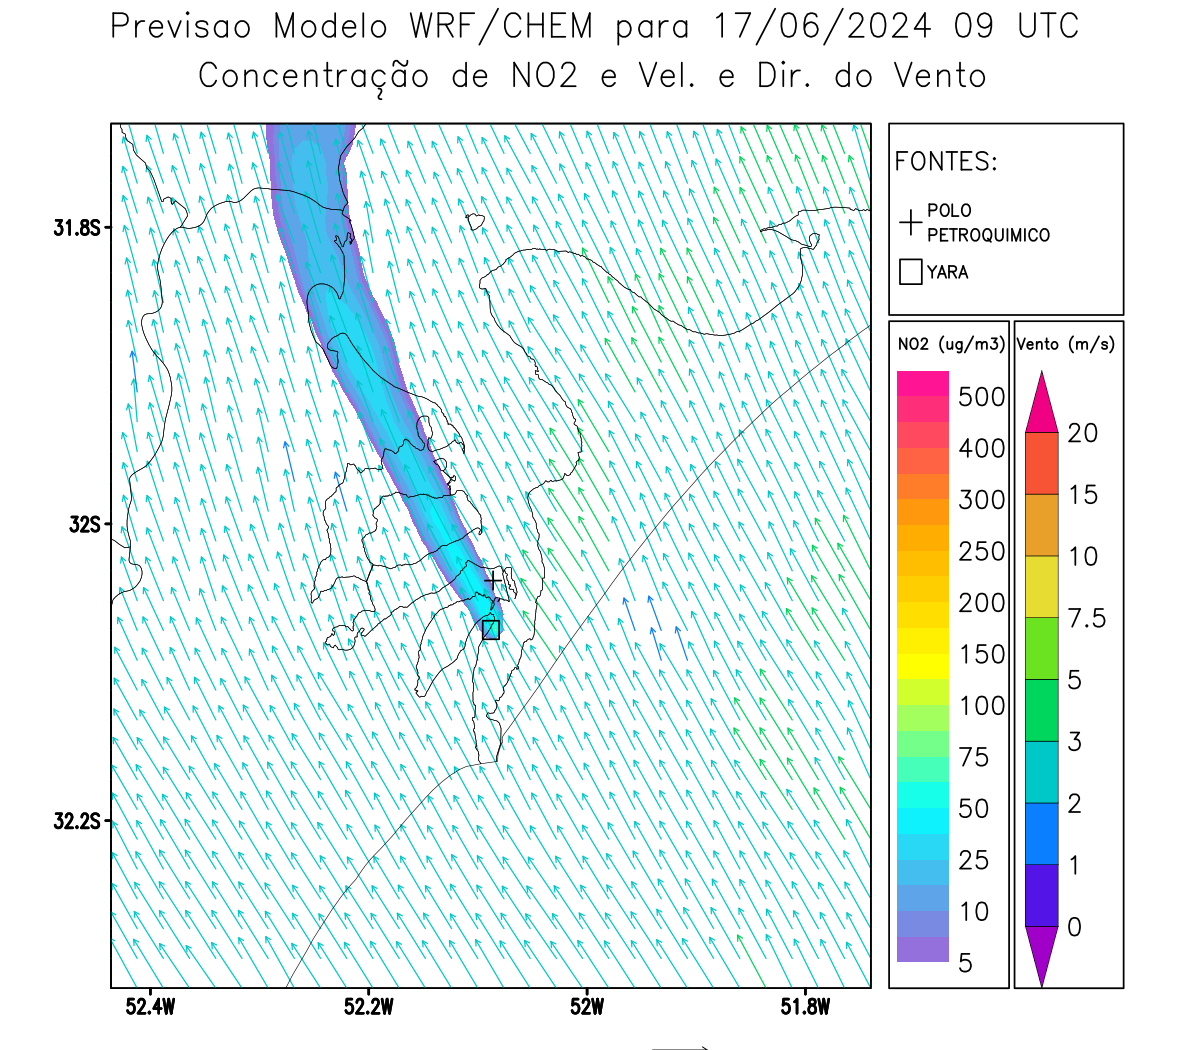 Previsao Modelo WRF/CHEM para 17/06/2024 09 UTC
Concentração de NO2 e Vel. e Dir. do Vento
FONTES:
POLO
PETROQUIMICO
YARA
NO2 (ug/m3)
500
400
300
250
200
150
100
75
50
25
10
5
Vento (m/s)
20
15
10
7.5
5
3
2
1
0
31.8S
32S
32.2S
52.4W
52.2W
52W
51.8W